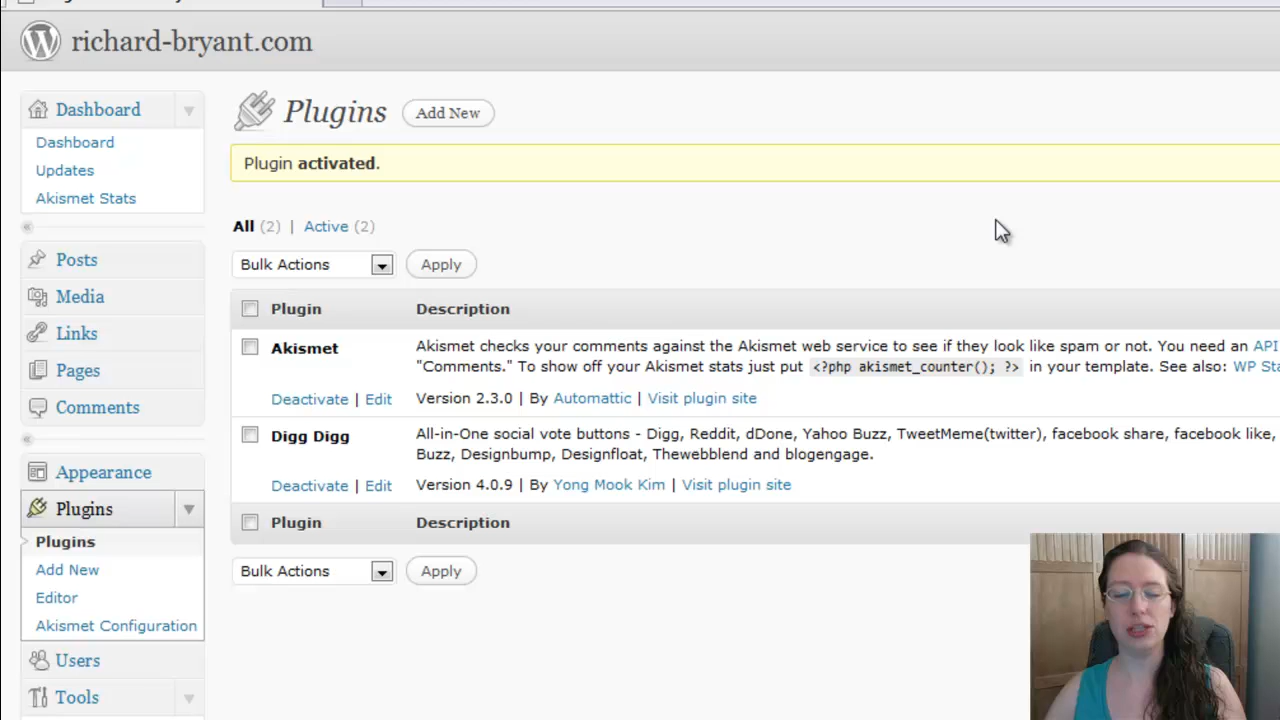 richard-bryant.com
Dashboard
Dashboard
Updates
Akismet Stats
Posts
Media
Links
Pages
Comments
Appearance
Plugins
Plugins
Add New
Editor
Akismet Configuration
Users
Tools
Plugins Add New
Plugin activated.
All (2) | Active (2)
Bulk Actions Apply
Plugin Description
Akismet Akismet checks your comments against the Akismet web service to see if they look like spam or not. You need an API
"Comments." To show off your Akismet stats just put <?php akismet_counter(); ?> in your template. See also: WP
Deactivate | Edit Version 2.3.0 | By Automattic | Visit plugin site
Digg Digg All-in-One social vote buttons - Digg, Reddit, dDone, Yahoo Buzz, TweetMeme(twitter), facebook share, facebook like,
Buzz, Designbump, Designfloat, Thewebblend and blogengage.
Deactivate | Edit Version 4.0.9 | By Yong Mook Kim | Visit plugin site
Plugin Description
Bulk Actions Apply